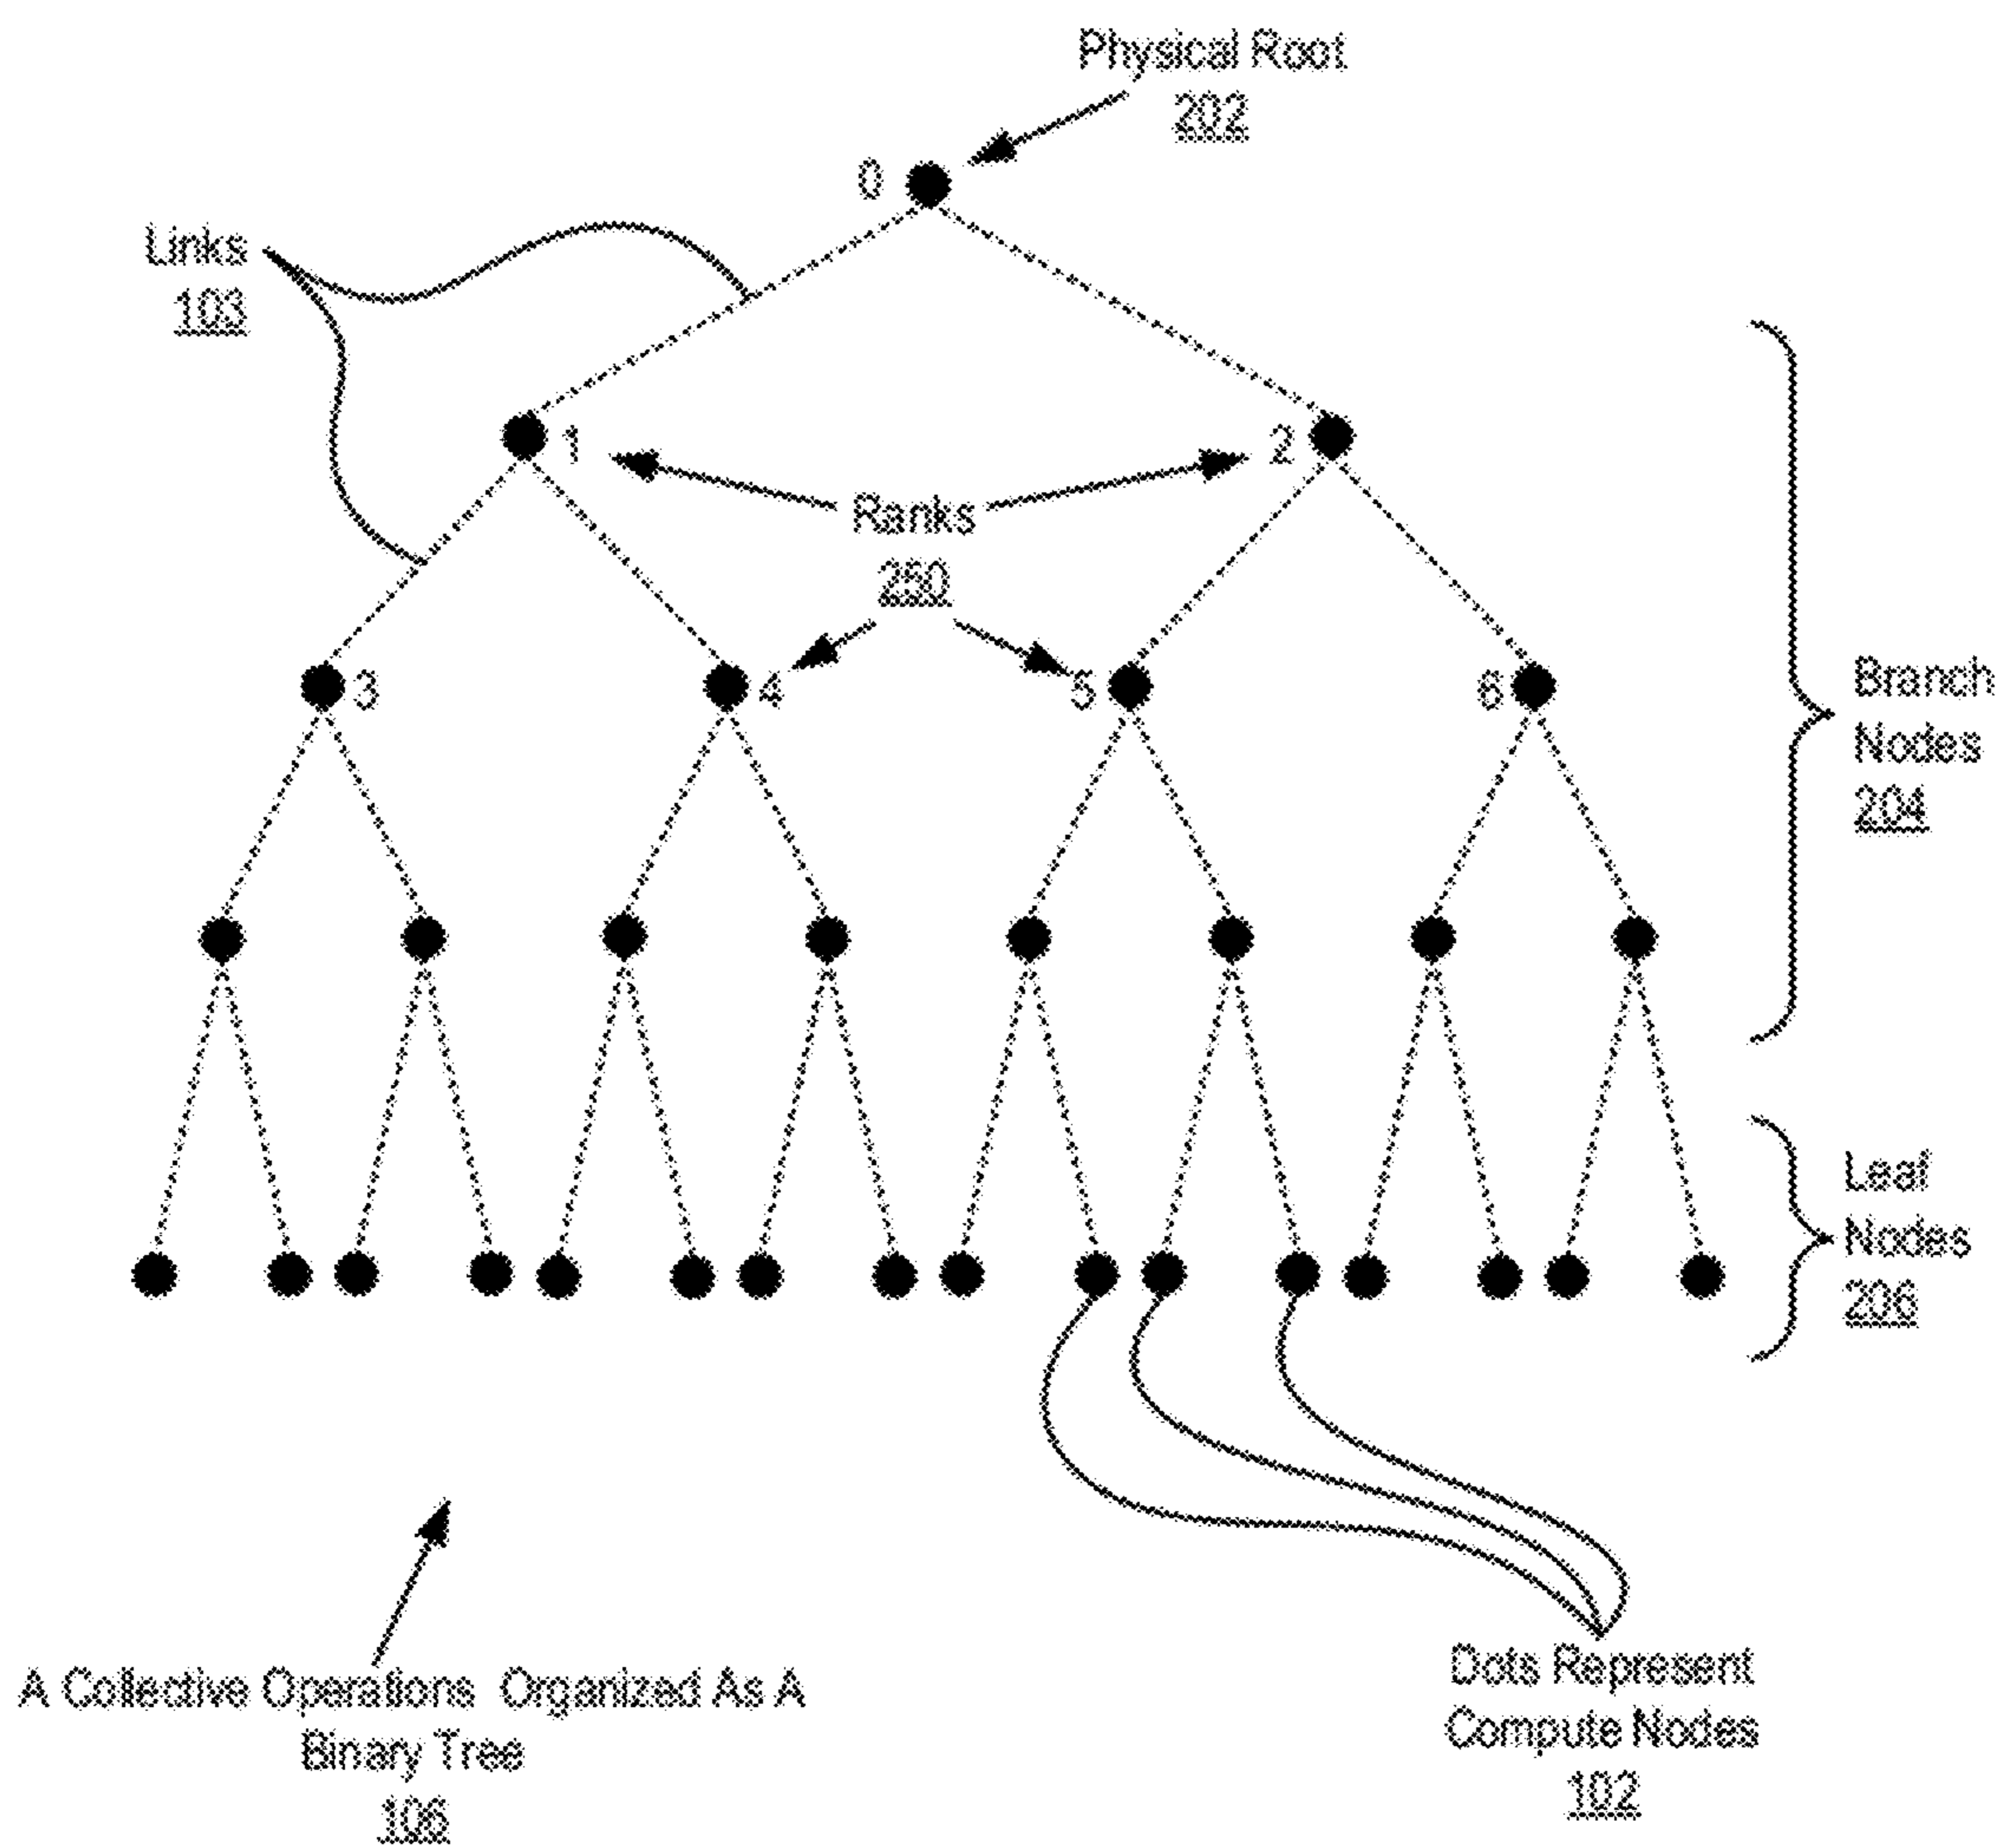 Physical Root
202
0
Links
103
1
2
Ranks
250
3
4
5
6
Branch
Nodes
204
Leaf
Nodes
206
A Collective Operations Organized As A
Binary Tree
106
Dots Represent
Compute Nodes
102